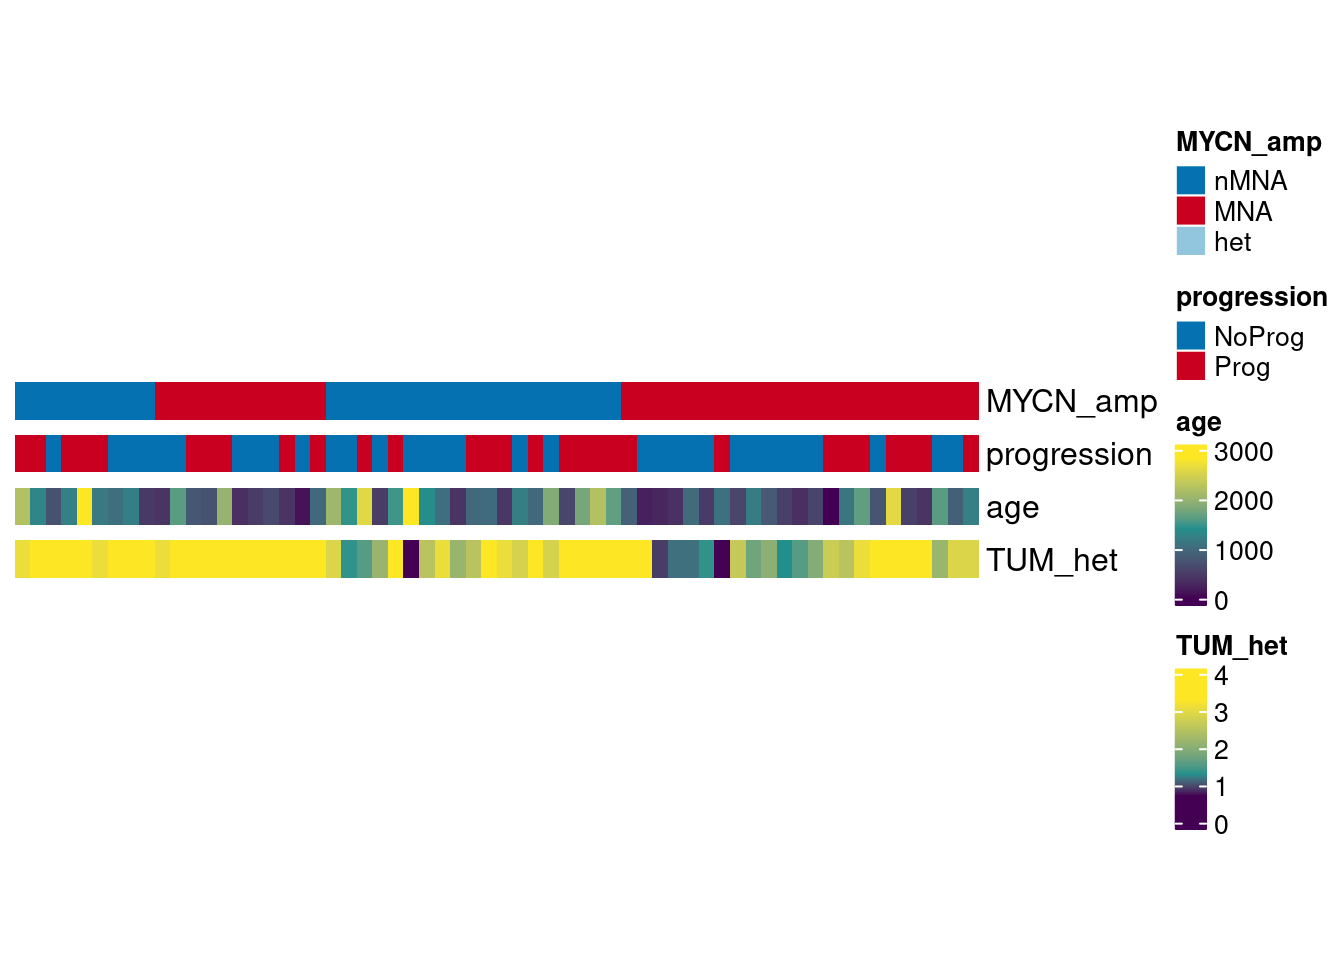 MYCN_amp
nMNA
MNA
het
progression
NoProg
Prog
age
3000
2000
1000
0
TUM_het
4
3
2
1
0
MYCN_amp
progression
age
TUM_het